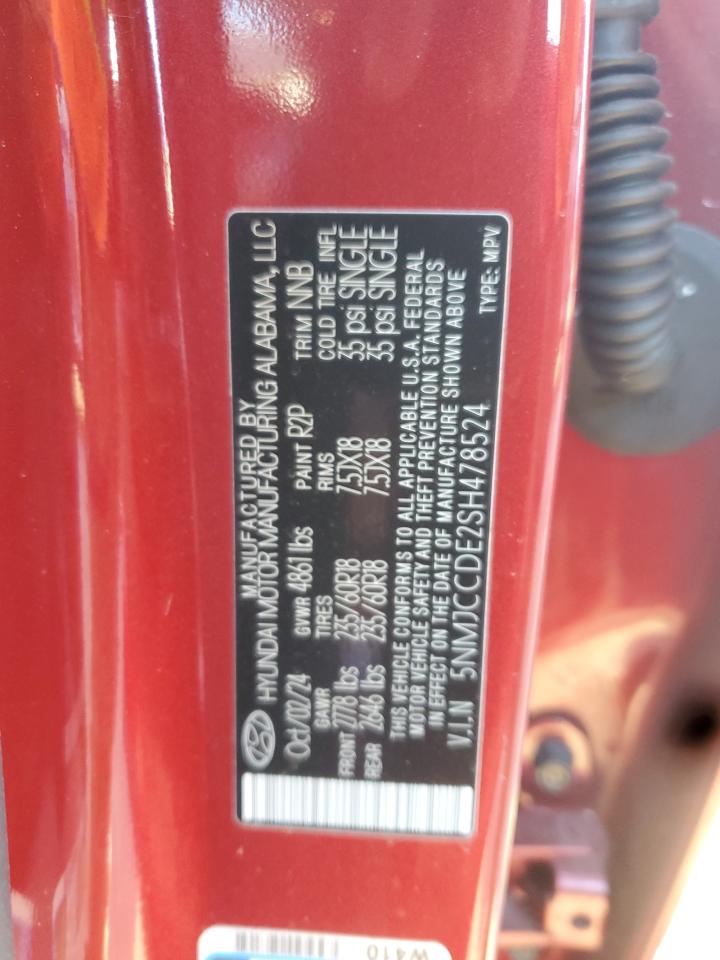 MANUFACTURED BY
HYUNDAI MOTOR MANUFACTURING ALABAMA, LLC
Oct/02/24 GVWR 4861 lbs PAINT R2P TRIM NNB
GAWR TIRES RIMS COLD TIRE INFL
FRONT 2778 lbs 235/60R18 7.5JX18 35 psi: SINGLE
REAR 2646 lbs 235/60R18 7.5JX18 35 psi SINGLE
THIS VEHICLE CONFORMS TO ALL APPLICABLE U.S.A. FEDERAL
MOTOR VEHICLE SAFETY AND THEFT PREVENTION STANDARDS
IN EFFECT ON THE DATE OF MANUFACTURE SHOWN ABOVE
V.I.N 5NMJCCDE2SH478524
TYPE: MPV
W410